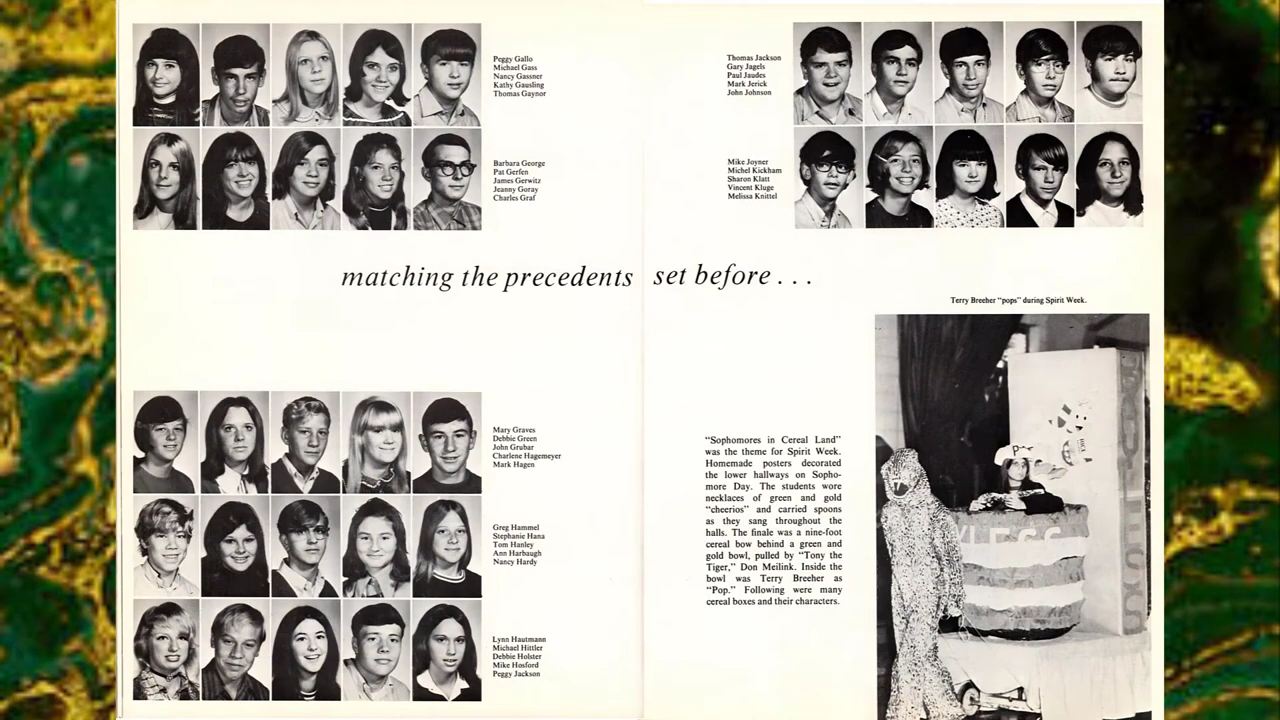 Peggy Gallo
Michael Gass
Nancy Gassner
Kathy Gausling
Thomas Gaynor
Barbara George
Pat Gerfen
James Gerwitz
Jeanny Goray
Charles Graf
Thomas Jackson
Gary Jagels
Paul Jaudes
Mark Jerick
John Johnson
Mike Joyner
Michel Kickham
Sharon Klatt
Vincent Kluge
Melissa Knittel
matching the precedents set before . . .
Mary Graves
Debbie Green
John Grubar
Charlene Hagemeyer
Mark Hagen
Greg Hammel
Stephanie Hana
Tom Hanley
Ann Harbaugh
Nancy Hardy
Lynn Hautmann
Michael Hittler
Debbie Holster
Mike Hosford
Peggy Jackson
Terry Breeher "pops" during Spirit Week.
"Sophomores in Cereal Land"
was the theme for Spirit Week.
Homemade posters decorated
the lower hallways on Sopho-
more Day. The students wore
necklaces of green and gold
"cheerios" and carried spoons
as they sang throughout the
halls. The finale was a nine-foot
cereal bow behind a green and
gold bowl, pulled by "Tony the
Tiger," Don Meilink. Inside the
bowl was Terry Breeher as
"Pop." Following were many
cereal boxes and their characters.